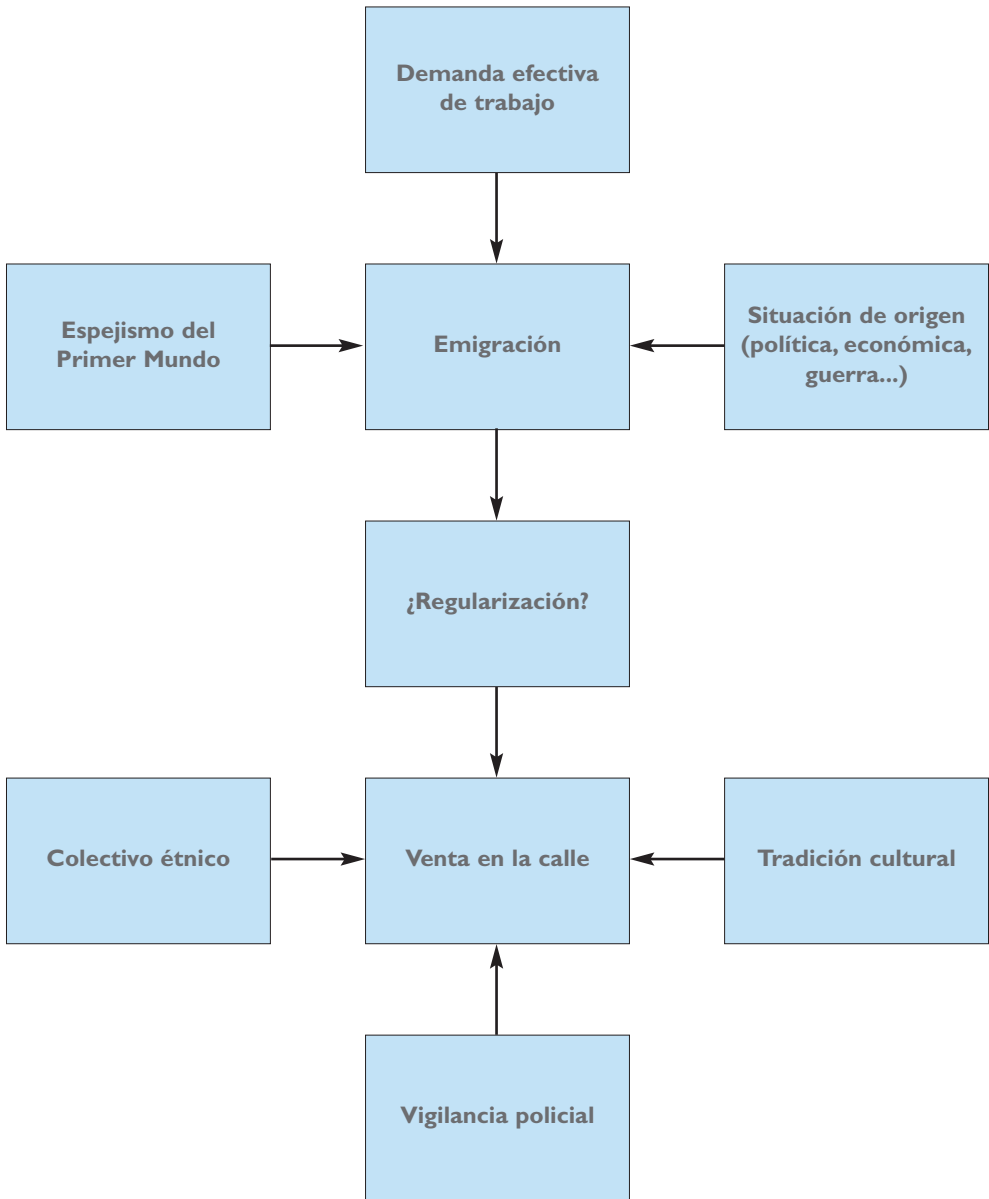 Demanda efectiva
de trabajo
Espejismo del
Primer Mundo
Emigración
Situación de origen
(política, económica,
guerra...)
¿Regularización?
Colectivo étnico
Venta en la calle
Tradición cultural
Vigilancia policial